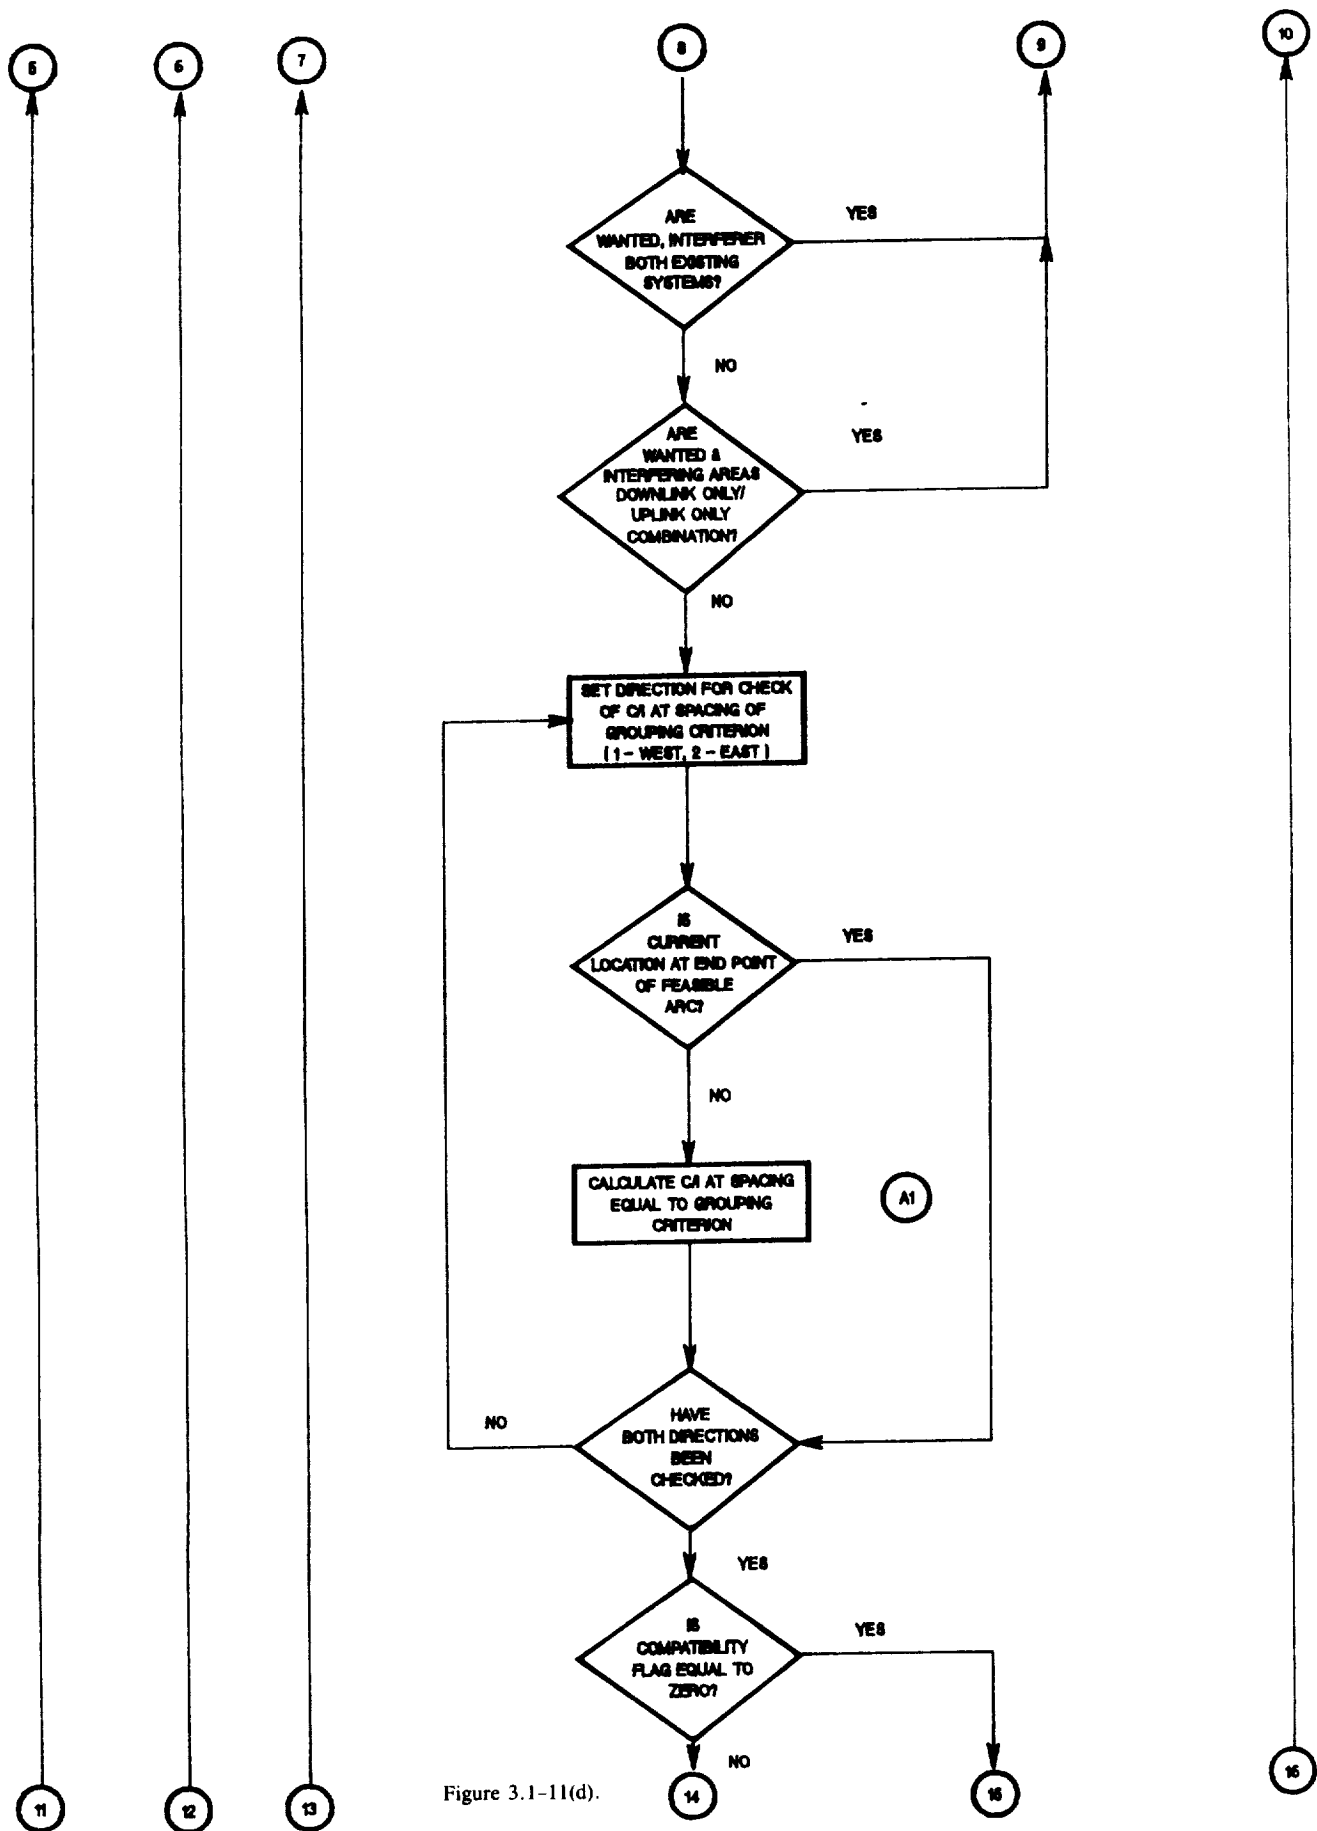 5
6
7
8
9
10
ARE
WANTED, INTERFERER
BOTH EXISTING
SYSTEMS?
YES
NO
ARE
WANTED &
INTERFERING AREAS
DOWNLINK ONLY/
UPLINK ONLY
COMBINATION?
YES
NO
SET DIRECTION FOR CHECK
OF C/I AT SPACING OF
GROUPING CRITERION
( 1 - WEST, 2 - EAST )
IS
CURRENT
LOCATION AT END POINT
OF FEASIBLE
ARC?
YES
NO
CALCULATE C/I AT SPACING
EQUAL TO GROUPING
CRITERION
A1
HAVE
BOTH DIRECTIONS
BEEN
CHECKED?
NO
YES
IS
COMPATIBILITY
FLAG EQUAL TO
ZERO?
YES
NO
11
12
13
Figure 3.1-11(d).
14
15
16